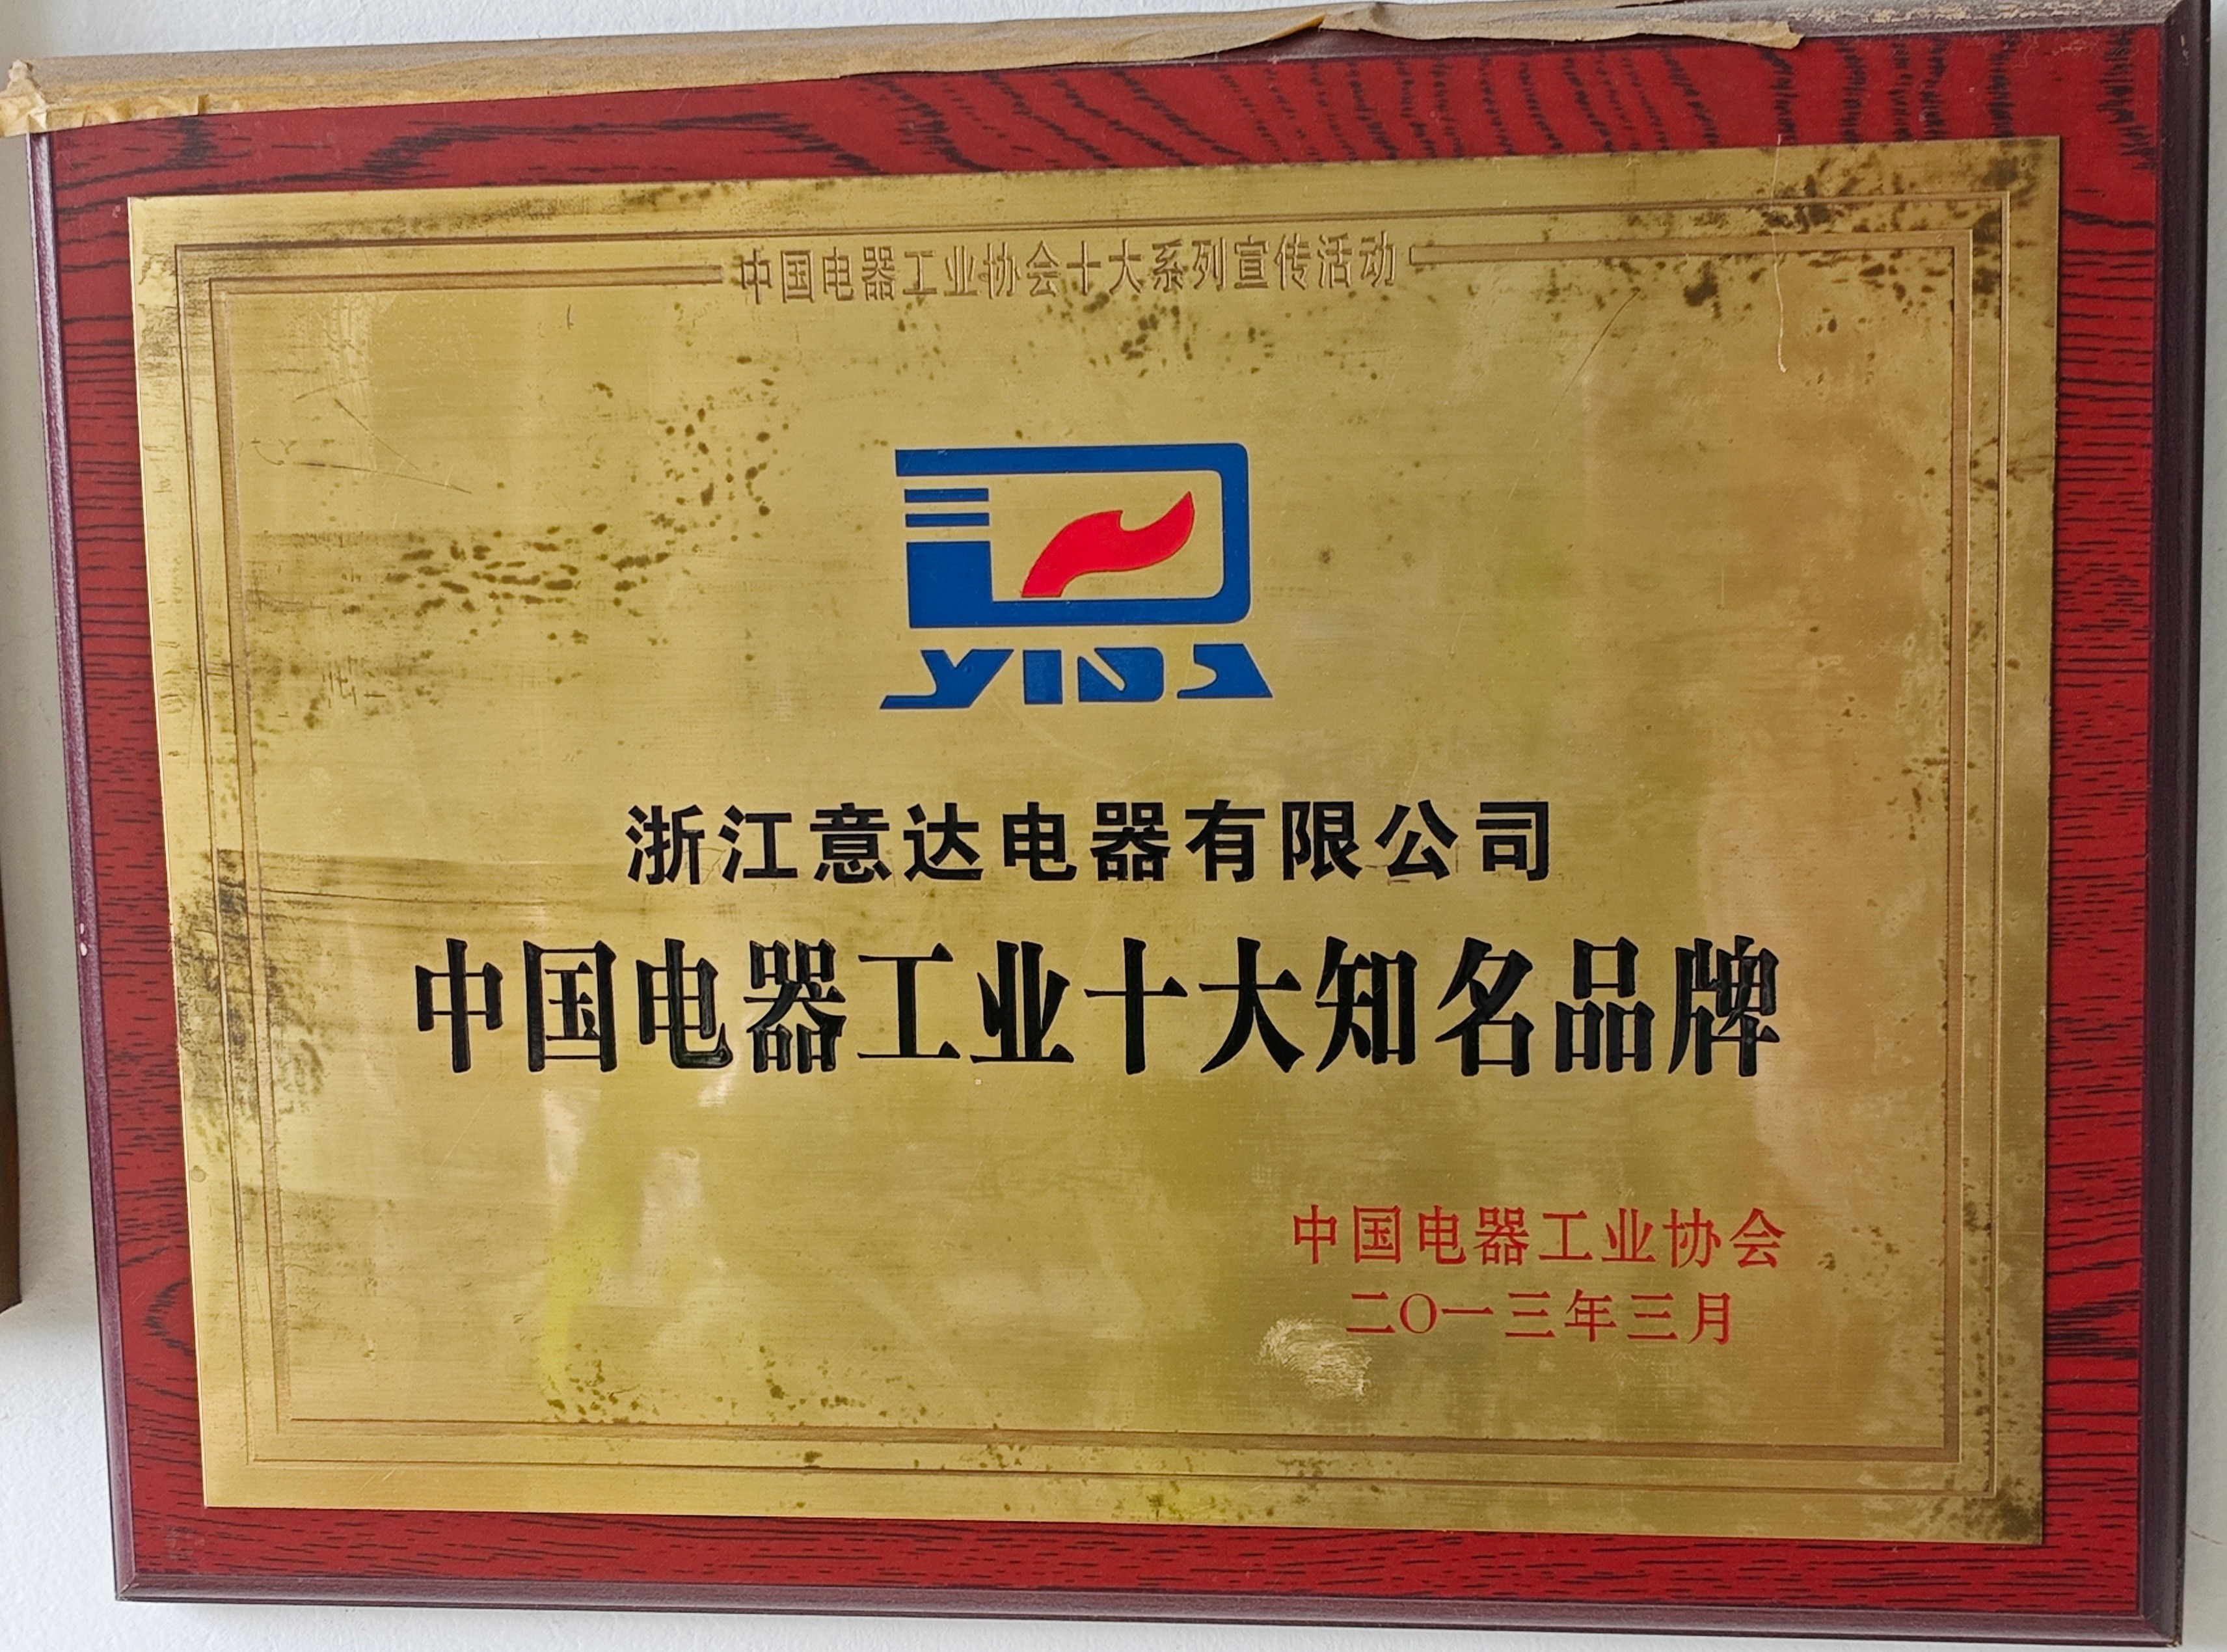 中国电器工业协会十大系列宣传活动
YIDA
浙江意达电器有限公司
中国电器工业十大知名品牌
中国电器工业协会
二〇一三年三月